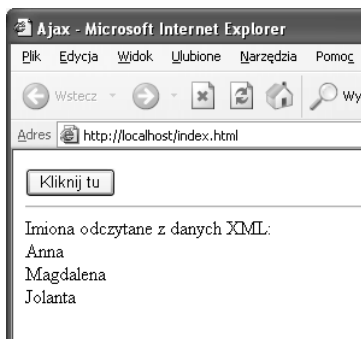 Ajax - Microsoft Internet Explorer
Plik Edycja Widok Ulubione Narzędzia Pomoc
Wstecz Wy
Adres http://localhost/index.html
Kliknij tu
Imiona odczytane z danych XML:
Anna
Magdalena
Jolanta